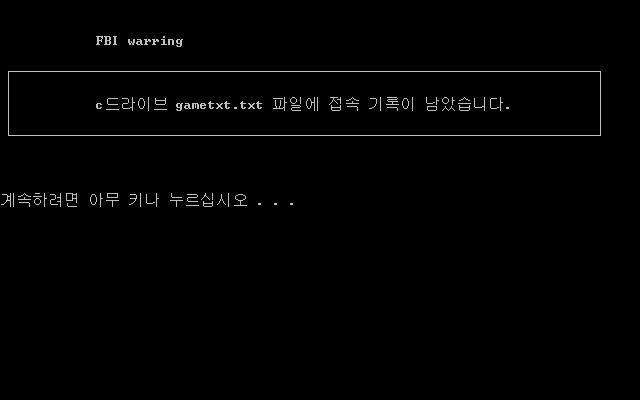 FBI warring
c드라이브 gametxt.txt 파일에 접속 기록이 남았습니다.
계속하려면 아무 키나 누르십시오 . . .